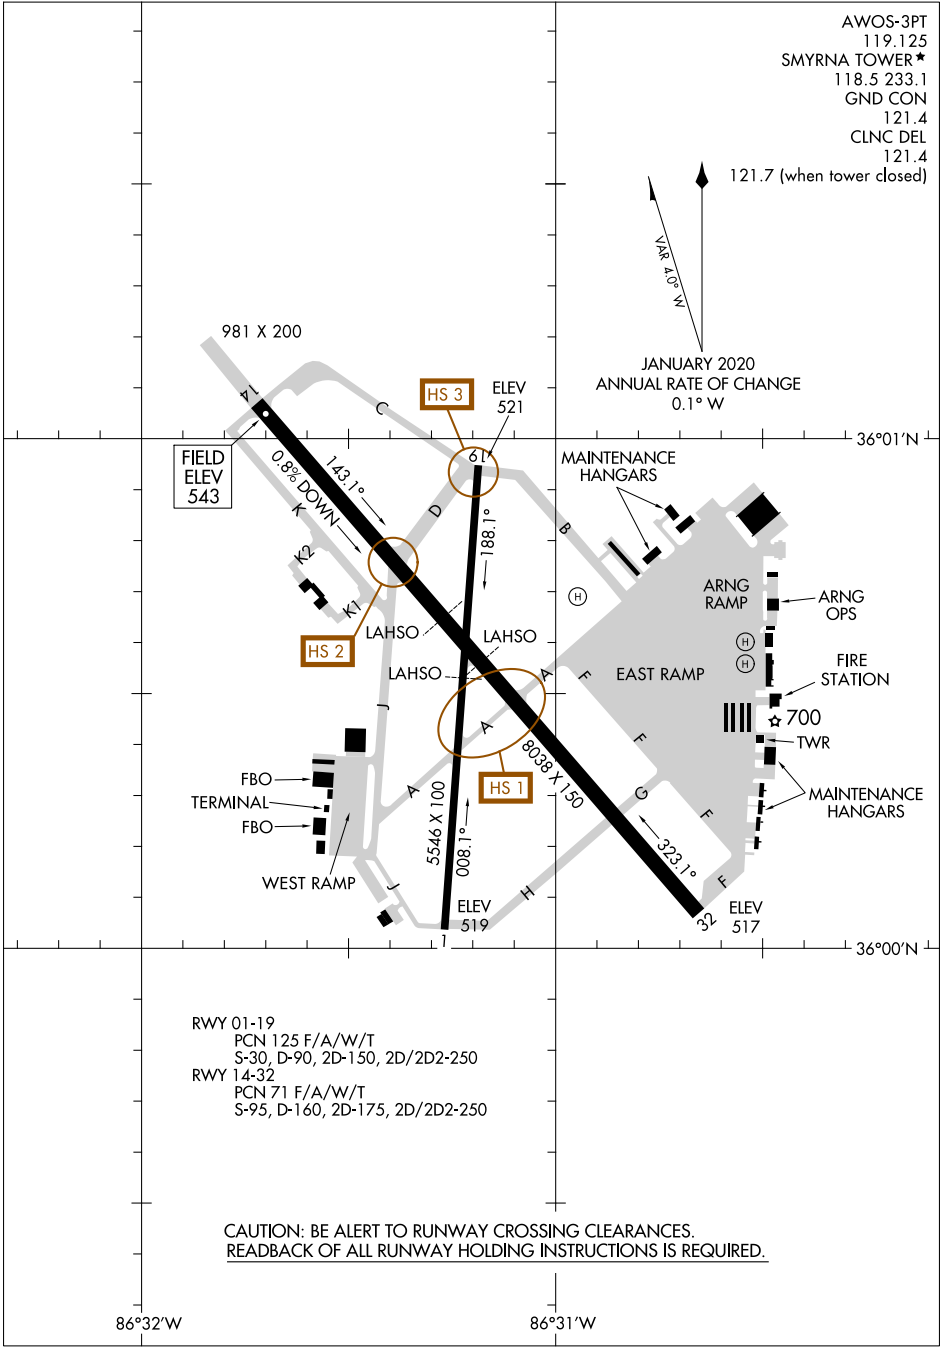 AWOS-3PT
119.125
SMYRNA TOWER★
118.5 233.1
GND CON
121.4
CLNC DEL
121.4
121.7 (when tower closed)
VAR 4.0° W
JANUARY 2020
ANNUAL RATE OF CHANGE
0.1° W
981 X 200
14
C
HS 3
ELEV
521
19
36°01'N
FIELD
ELEV
543
143.1°
0.8% DOWN
MAINTENANCE
HANGARS
K
D
B
188.1°
K2
K1
H
ARNG
RAMP
ARNG
OPS
LAHSO
LAHSO
LAHSO
HS 2
H
H
EAST RAMP
FIRE
STATION
A
F
J
A
F
700
TWR
HS 1
8038 X 150
FBO
TERMINAL
FBO
A
G
F
MAINTENANCE
HANGARS
5546 X 100
008.1°
323.1°
WEST RAMP
J
H
F
ELEV
519
1
32
ELEV
517
36°00'N
RWY 01-19
PCN 125 F/A/W/T
S-30, D-90, 2D-150, 2D/2D2-250
RWY 14-32
PCN 71 F/A/W/T
S-95, D-160, 2D-175, 2D/2D2-250
CAUTION: BE ALERT TO RUNWAY CROSSING CLEARANCES.
READBACK OF ALL RUNWAY HOLDING INSTRUCTIONS IS REQUIRED.
86°32'W
86°31'W